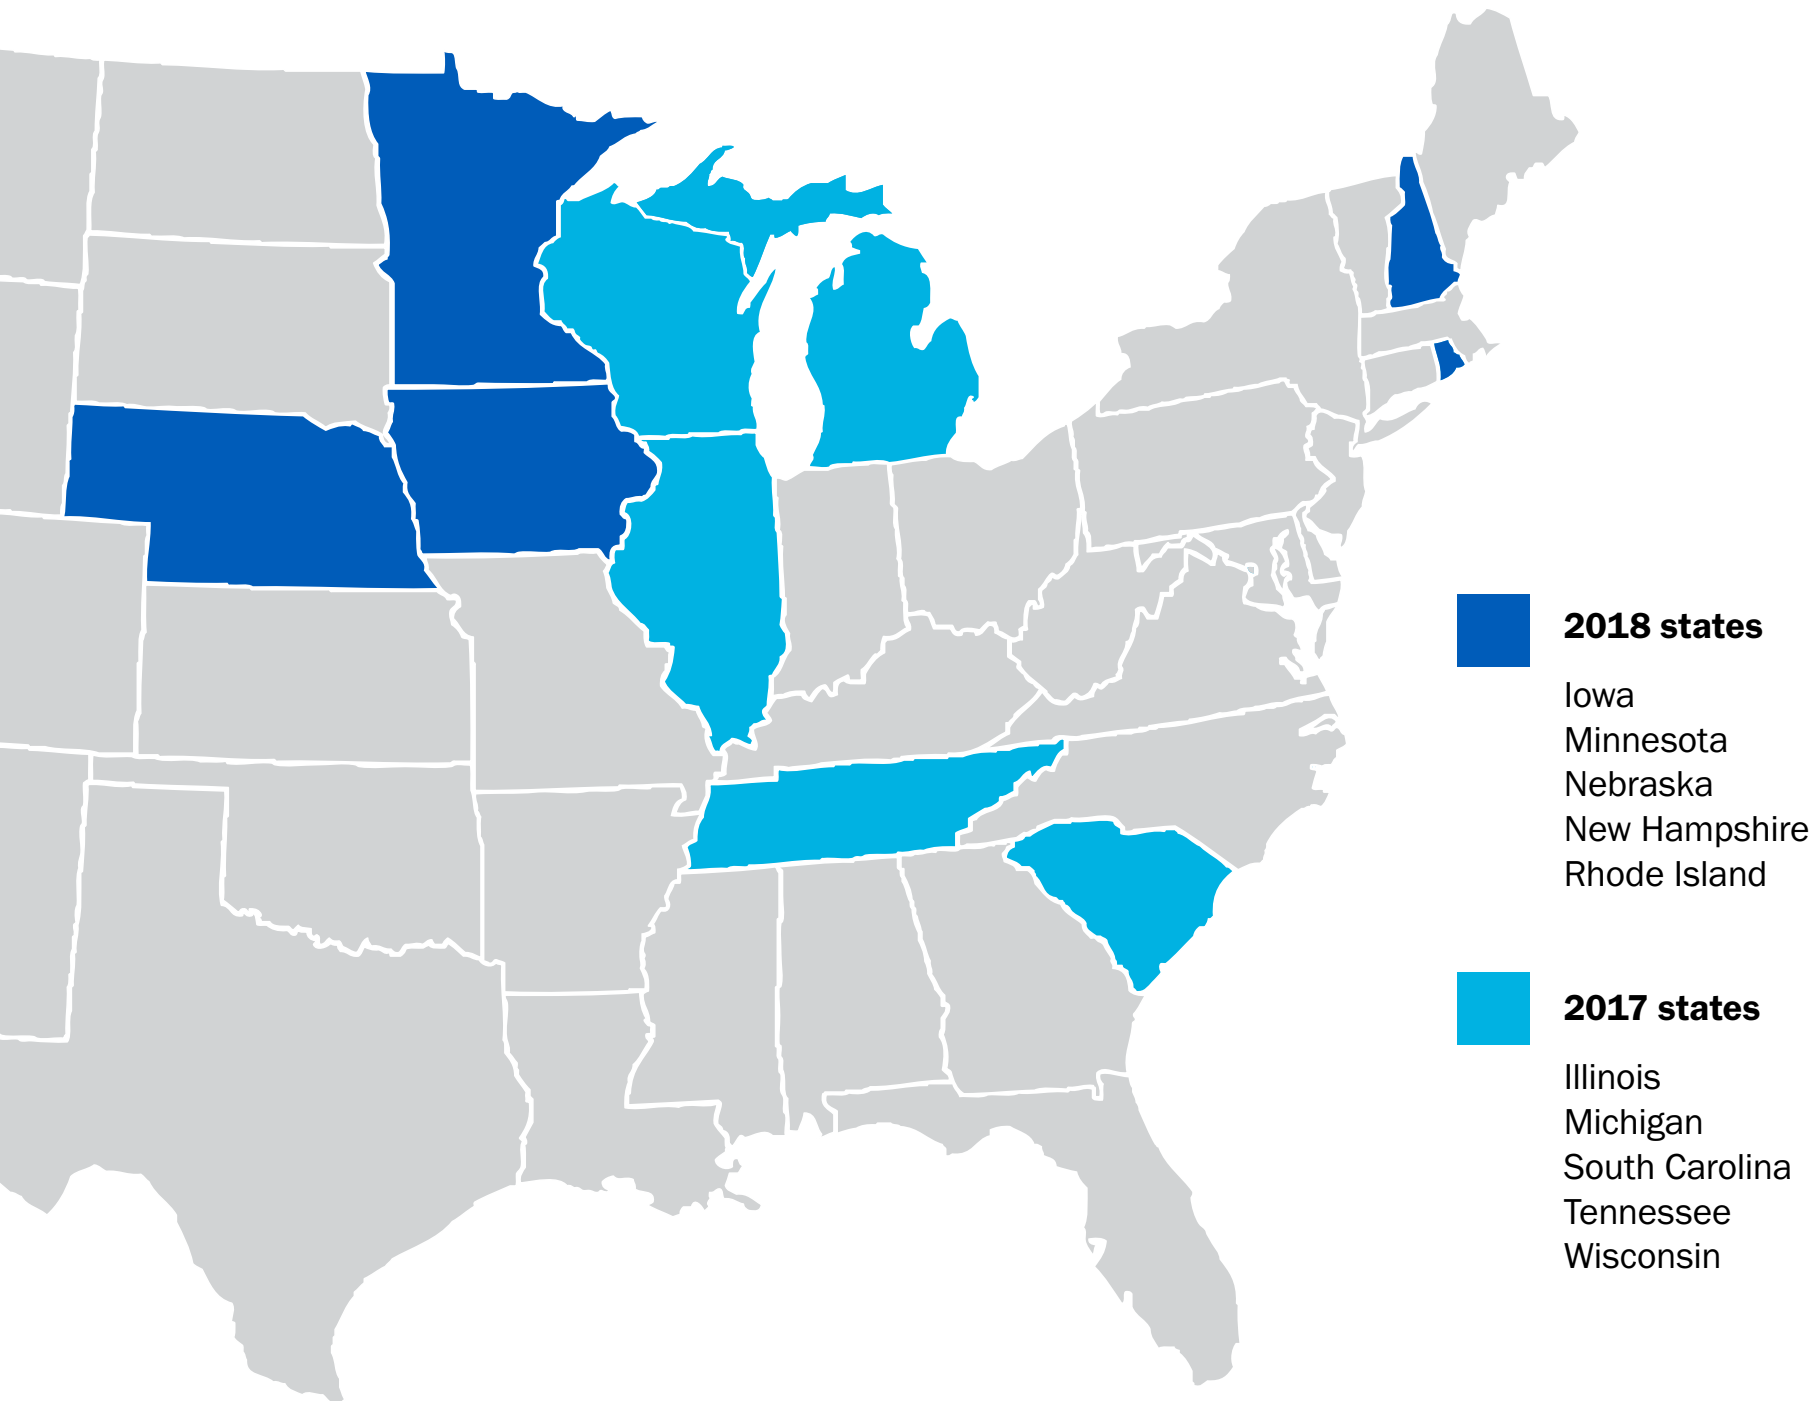 2018 states
Iowa
Minnesota
Nebraska
New Hampshire
Rhode Island
2017 states
Illinois
Michigan
South Carolina
Tennessee
Wisconsin